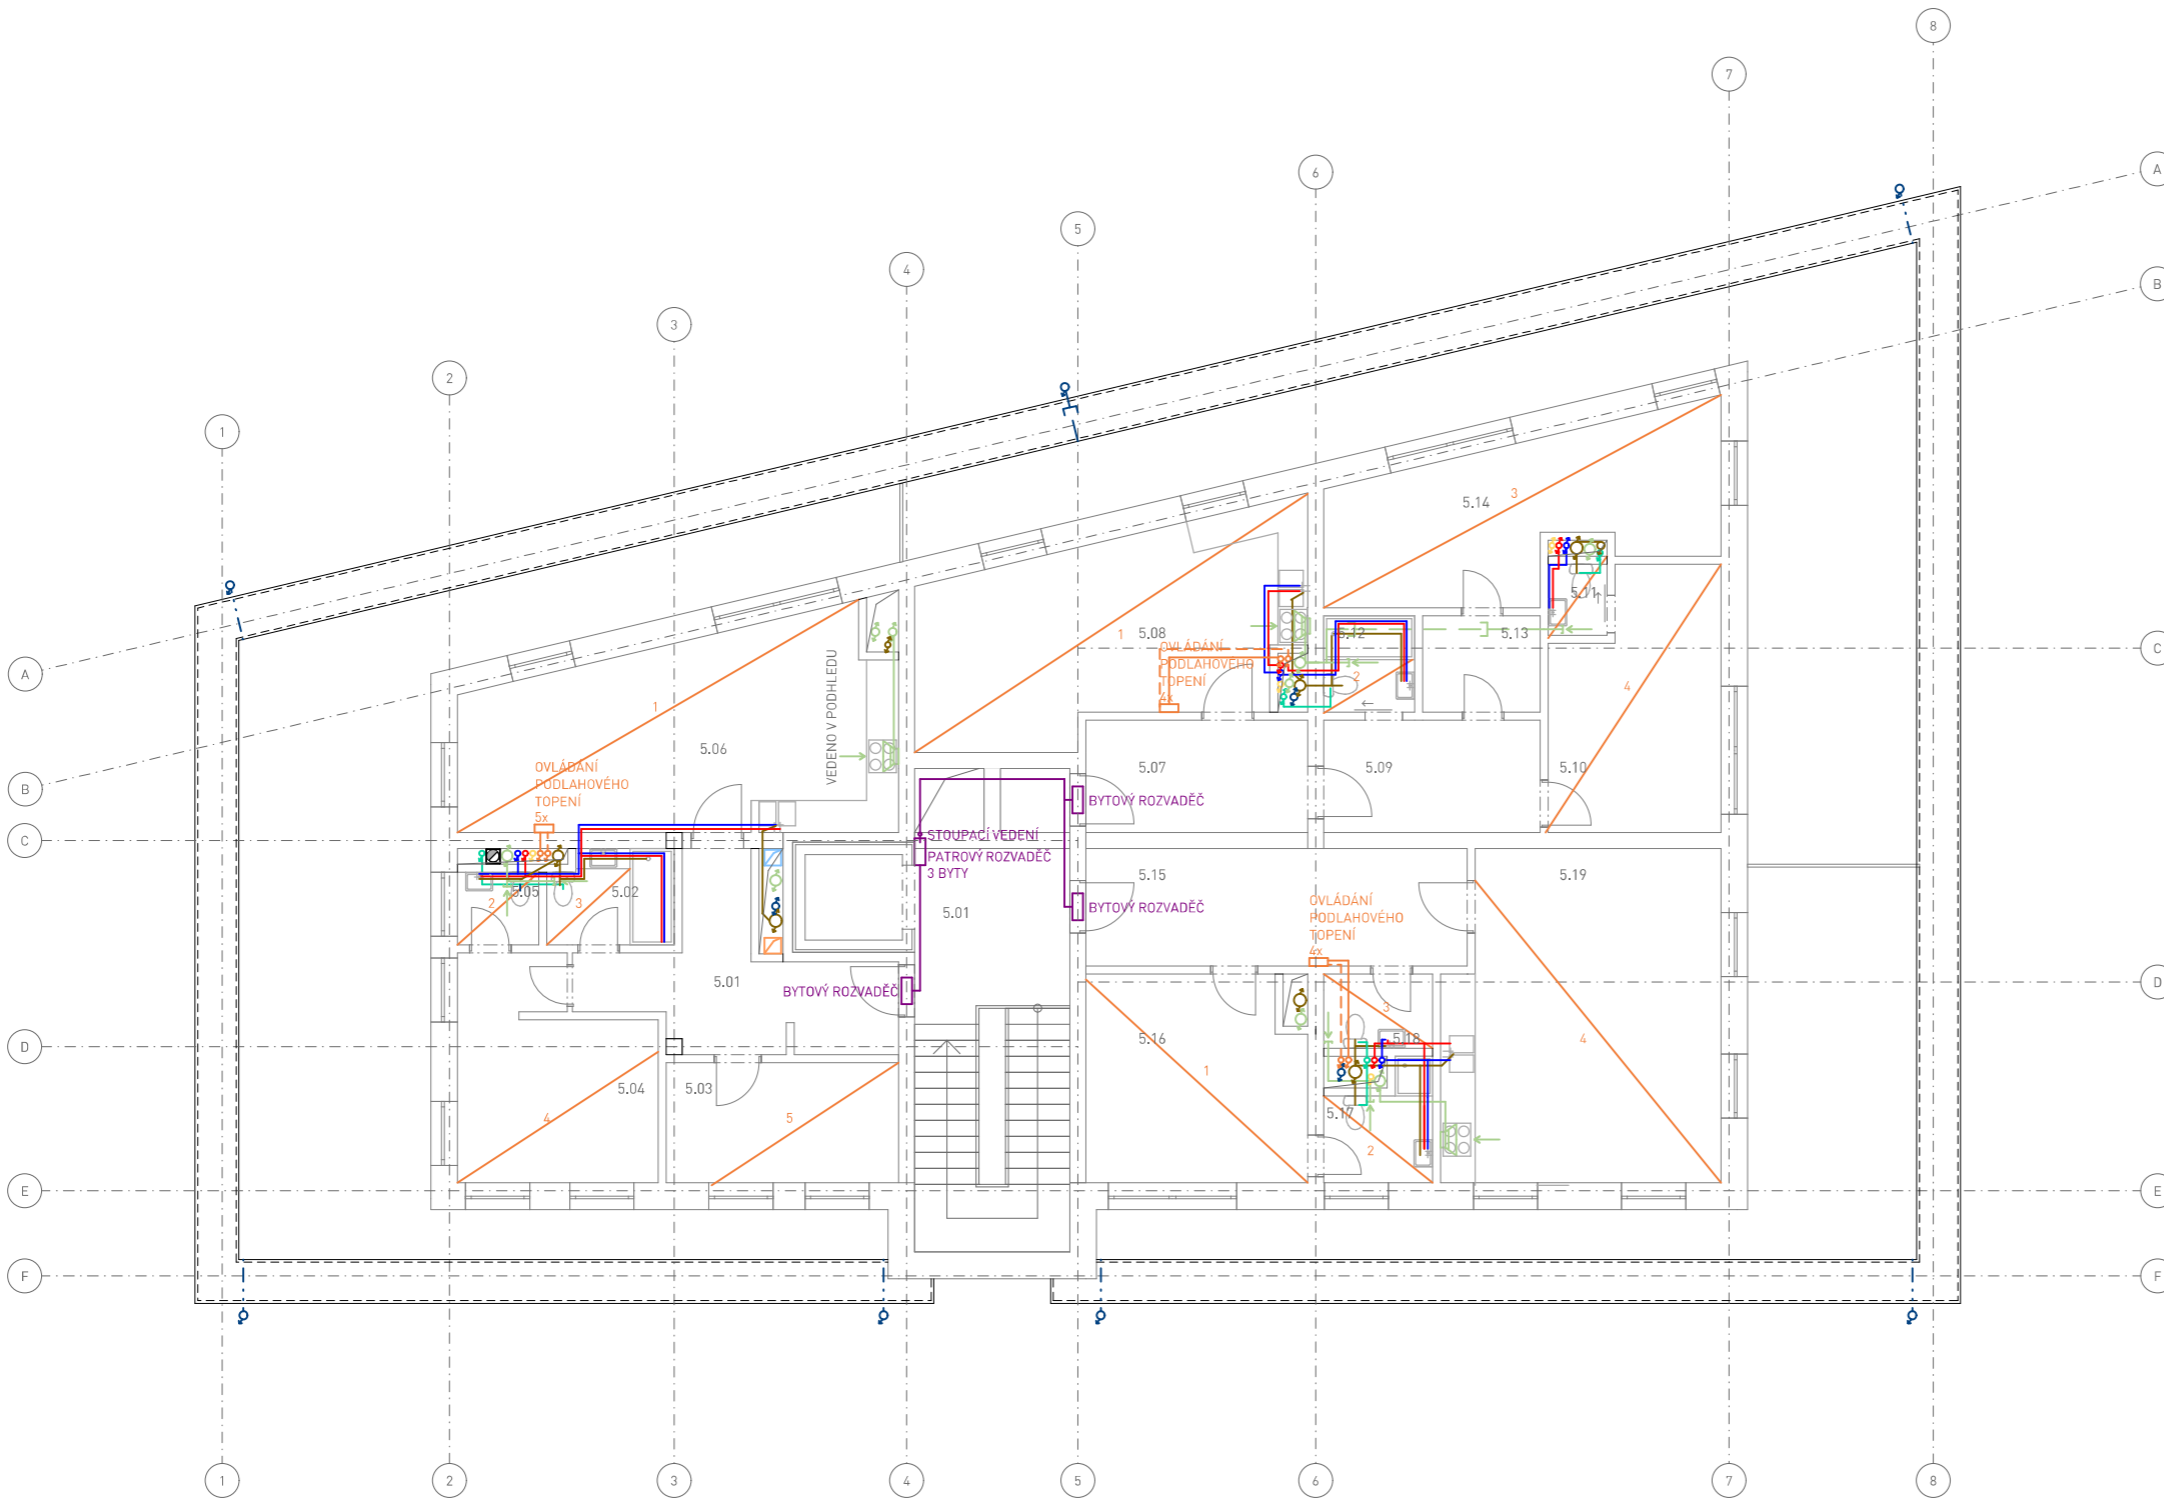 8
7
A
6
5
4
B
3
2
1
5.14
3
5.11
5.08
1
5.12
5.13
OVLÁDÁNÍ
PODLAHOVÉHO
TOPENÍ
4x
C
A
2
4
1
5.06
VEDENO V PODHLEDU
5.07
5.09
5.10
OVLÁDÁNÍ
PODLAHOVÉHO
TOPENÍ
5x
B
BYTOVÝ ROZVADĚČ
C
STOUPACÍ VEDENÍ
PATROVÝ ROZVADĚČ
3 BYTY
5.15
5.19
5.05
5.02
2
3
5.01
BYTOVÝ ROZVADĚČ
OVLÁDÁNÍ
PODLAHOVÉHO
TOPENÍ
4x
5.01
BYTOVÝ ROZVADĚČ
D
3
D
5.16
5.18
4
5.04
5.03
1
4
5
5.17
2
E
E
F
F
1
2
3
4
5
6
7
8